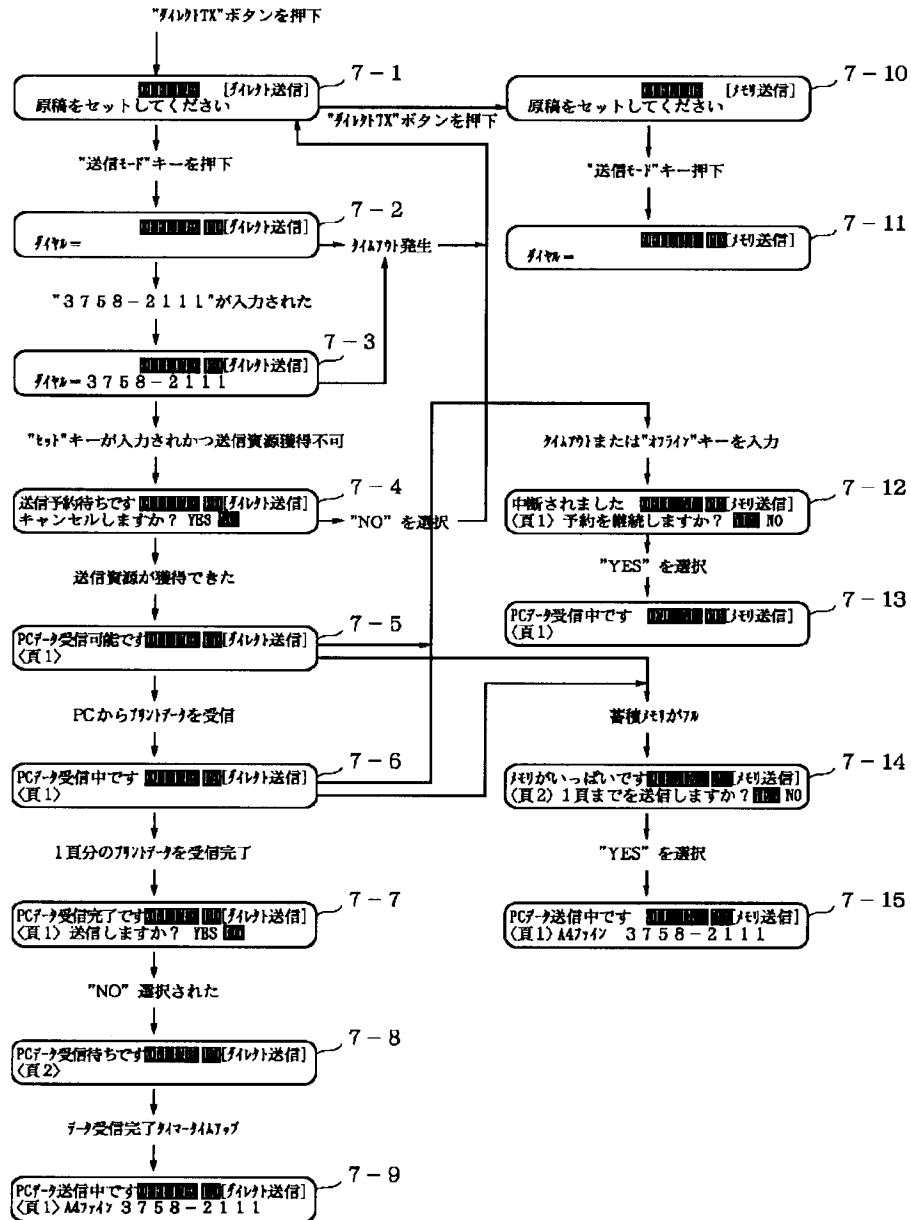 "ダイレクトTX"ボタンを押下
[ダイレクト送信]
原稿をセットしてください
7-1
"ダイレクトTX"ボタンを押下
"送信モード"キーを押下
[ダイレクト送信]
ダイヤル=
7-2
タイムアウト発生
"3758-2111"が入力された
[ダイレクト送信]
ダイヤル=3758-2111
7-3
"セット"キーが入力されかつ送信資源獲得不可
送信予約待ちです [ダイレクト送信]
キャンセルしますか? YES
7-4
"NO"を選択
送信資源が獲得できた
PCデータ受信可能です [ダイレクト送信]
〈頁1〉
7-5
PCからプリントデータを受信
PCデータ受信中です [ダイレクト送信]
〈頁1〉
7-6
1頁分のプリントデータを受信完了
PCデータ受信完了です [ダイレクト送信]
〈頁1〉送信しますか? YES
7-7
"NO"選択された
PCデータ受信待ちです [ダイレクト送信]
〈頁2〉
7-8
データ受信完了タイマータイムアップ
PCデータ送信中です [ダイレクト送信]
〈頁1〉A4ファイン 3758-2111
7-9
[メモリ送信]
原稿をセットしてください
7-10
"送信モード"キー押下
[メモリ送信]
ダイヤル=
7-11
タイムアウトまたは"オフライン"キーを入力
中断されました [メモリ送信]
〈頁1〉予約を継続しますか? NO
7-12
"YES"を選択
PCデータ受信中です [メモリ送信]
〈頁1〉
7-13
蓄積メモリがフル
メモリがいっぱいです [メモリ送信]
〈頁2〉1頁までを送信しますか? NO
7-14
"YES"を選択
PCデータ送信中です [メモリ送信]
〈頁1〉A4ファイン 3758-2111
7-15